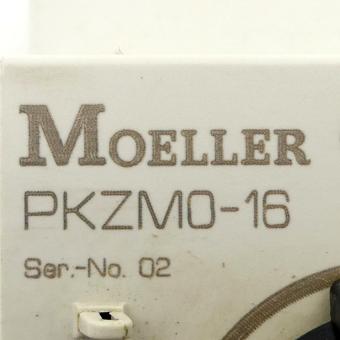 MOELLER
PKZM0-16
Ser.-No. 02